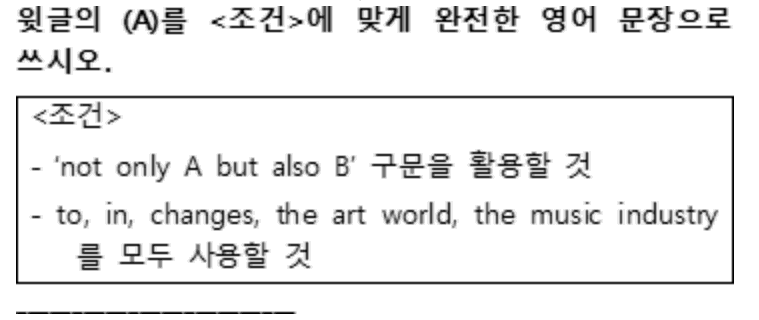 윗글의 (A)를 <조건>에 맞게 완전한 영어 문장으로
쓰시오.
<조건>
- ‘not only A but also B’ 구문을 활용할 것
- to, in, changes, the art world, the music industry
를 모두 사용할 것